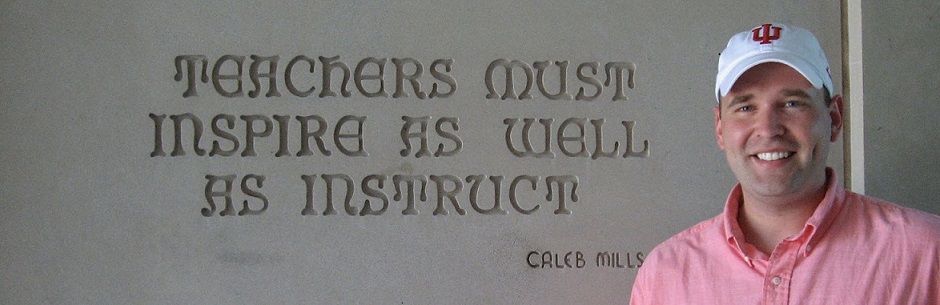 TEACHERS MUST
INSPIRE AS WELL
AS INSTRUCT
CALEB MILLS